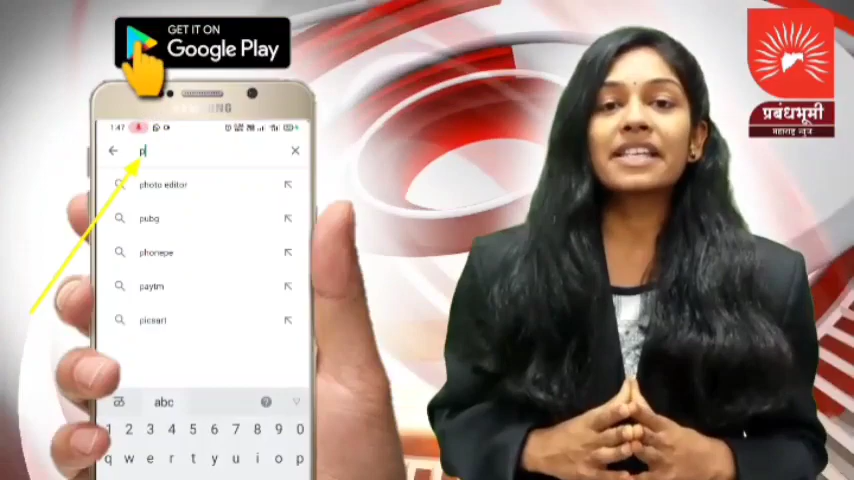 GET IT ON
Google Play
SAMSUNG
1:47
p
photo editor
pubg
phonepe
paytm
picsart
abc
1 2 3 4 5 6 7 8 9 0
q w e r t y u i o p
प्रबंधभूमी
महाराष्ट्र न्यूज